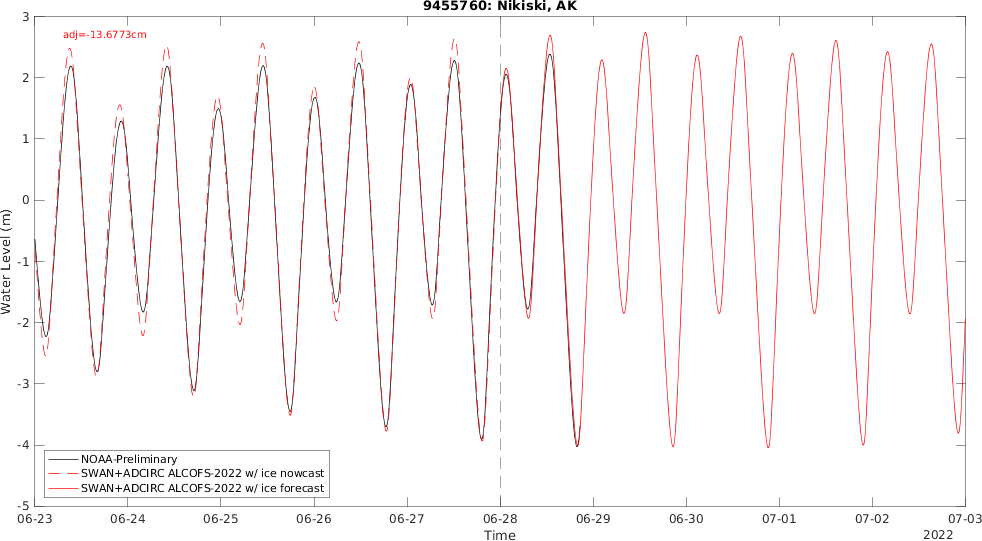 9455760: Nikiski, AK
adj=-13.6773cm
3
2
1
0
-1
-2
-3
-4
-5
Water Level (m)
NOAA-Preliminary
SWAN+ADCIRC ALCOFS-2022 w/ ice nowcast
SWAN+ADCIRC ALCOFS-2022 w/ ice forecast
06-23 06-24 06-25 06-26 06-27 06-28 06-29 06-30 07-01 07-02 07-03
Time
2022